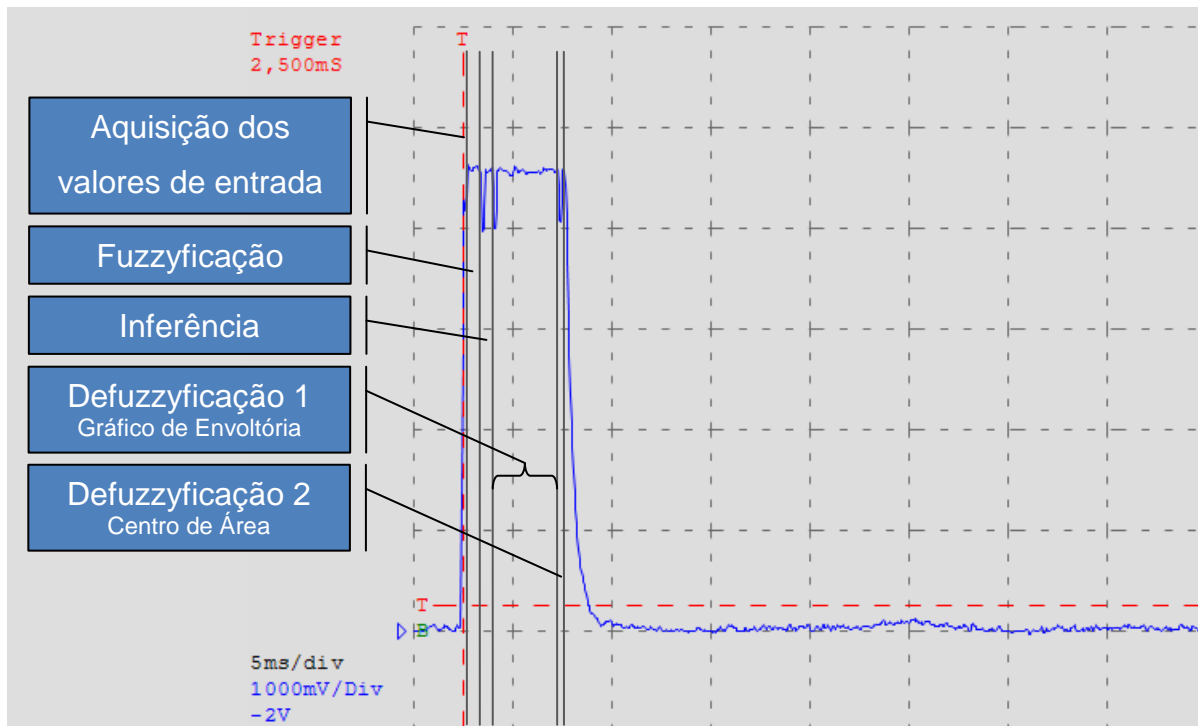 Trigger
2,500mS
T
T
Aquisição dos
valores de entrada
Fuzzyficação
Inferência
Defuzzyficação 1
Gráfico de Envoltória
Defuzzyficação 2
Centro de Área
T
B
5ms/div
1000mV/Div
-2V